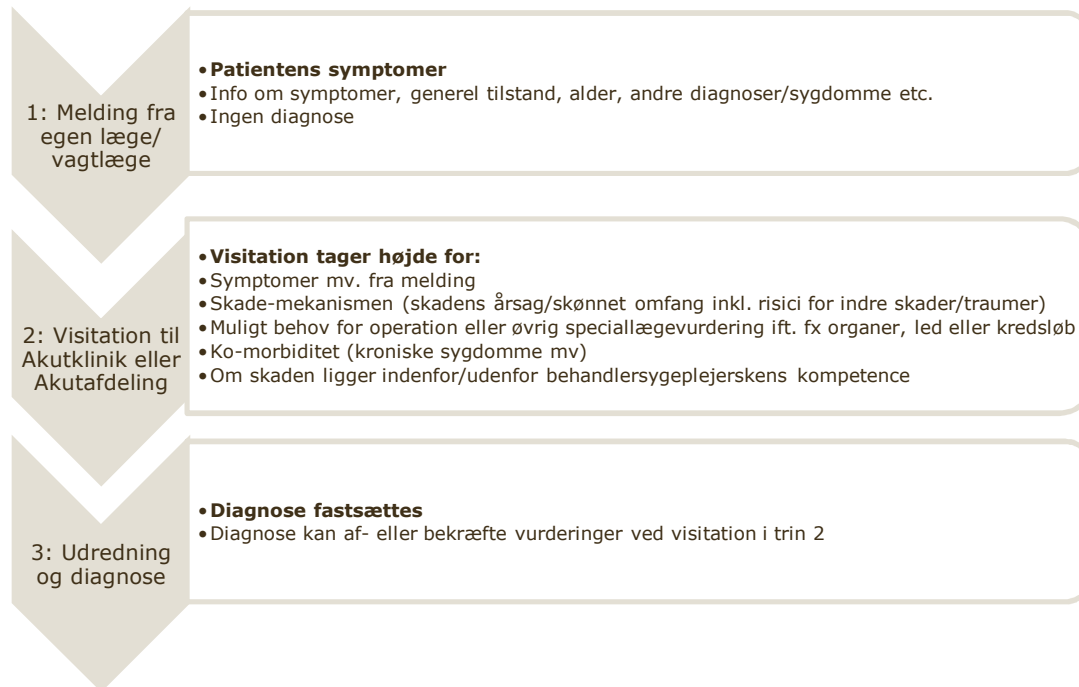 1: Melding fra
egen læge/
vagtlæge
•Patientens symptomer
•Info om symptomer, generel tilstand, alder, andre diagnoser/sygdomme etc.
•Ingen diagnose
2: Visitation til
Akutklinik eller
Akutafdeling
•Visitation tager højde for:
•Symptomer mv. fra melding
•Skade-mekanismen (skadens årsag/skønnet omfang inkl. risici for indre skader/traumer)
•Muligt behov for operation eller øvrig speciallægevurdering ift. fx organer, led eller kredsløb
•Ko-morbiditet (kroniske sygdomme mv)
•Om skaden ligger indenfor/udenfor behandlersygeplejerskens kompetence
3: Udredning
og diagnose
•Diagnose fastsættes
•Diagnose kan af- eller bekræfte vurderinger ved visitation i trin 2